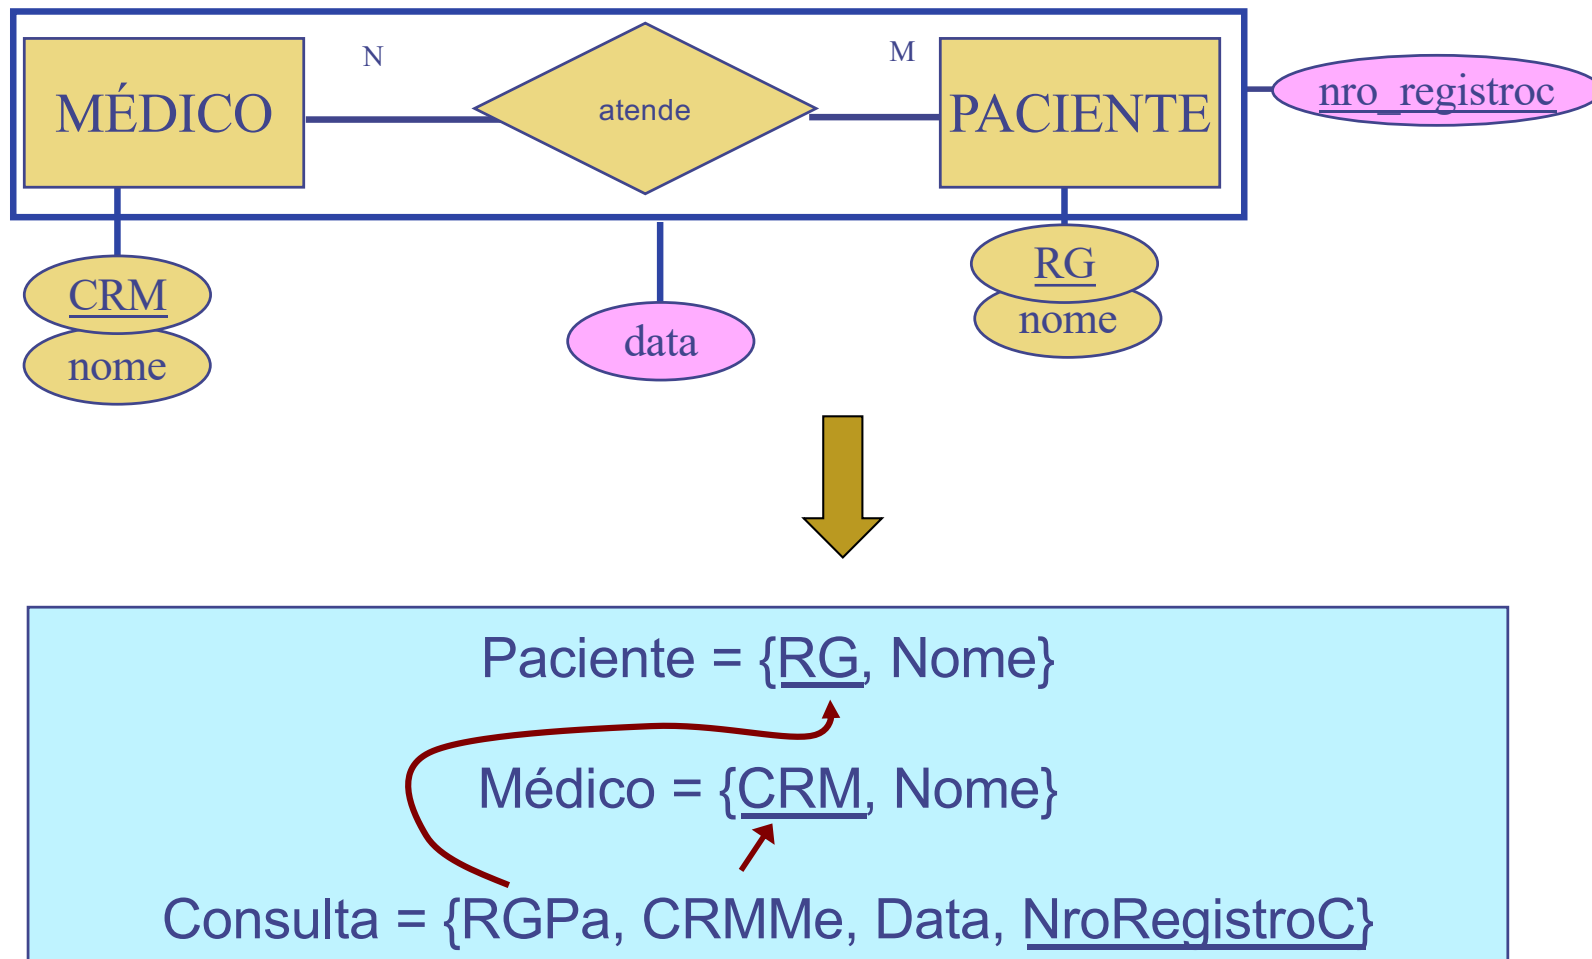 N
M
MÉDICO
atende
PACIENTE
nro_registroc
CRM
nome
data
RG
nome
Paciente = {RG, Nome}
Médico = {CRM, Nome}
Consulta = {RGPa, CRMMe, Data, NroRegistroC}